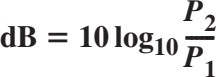 dB = 10 log₁₀ P₂/P₁